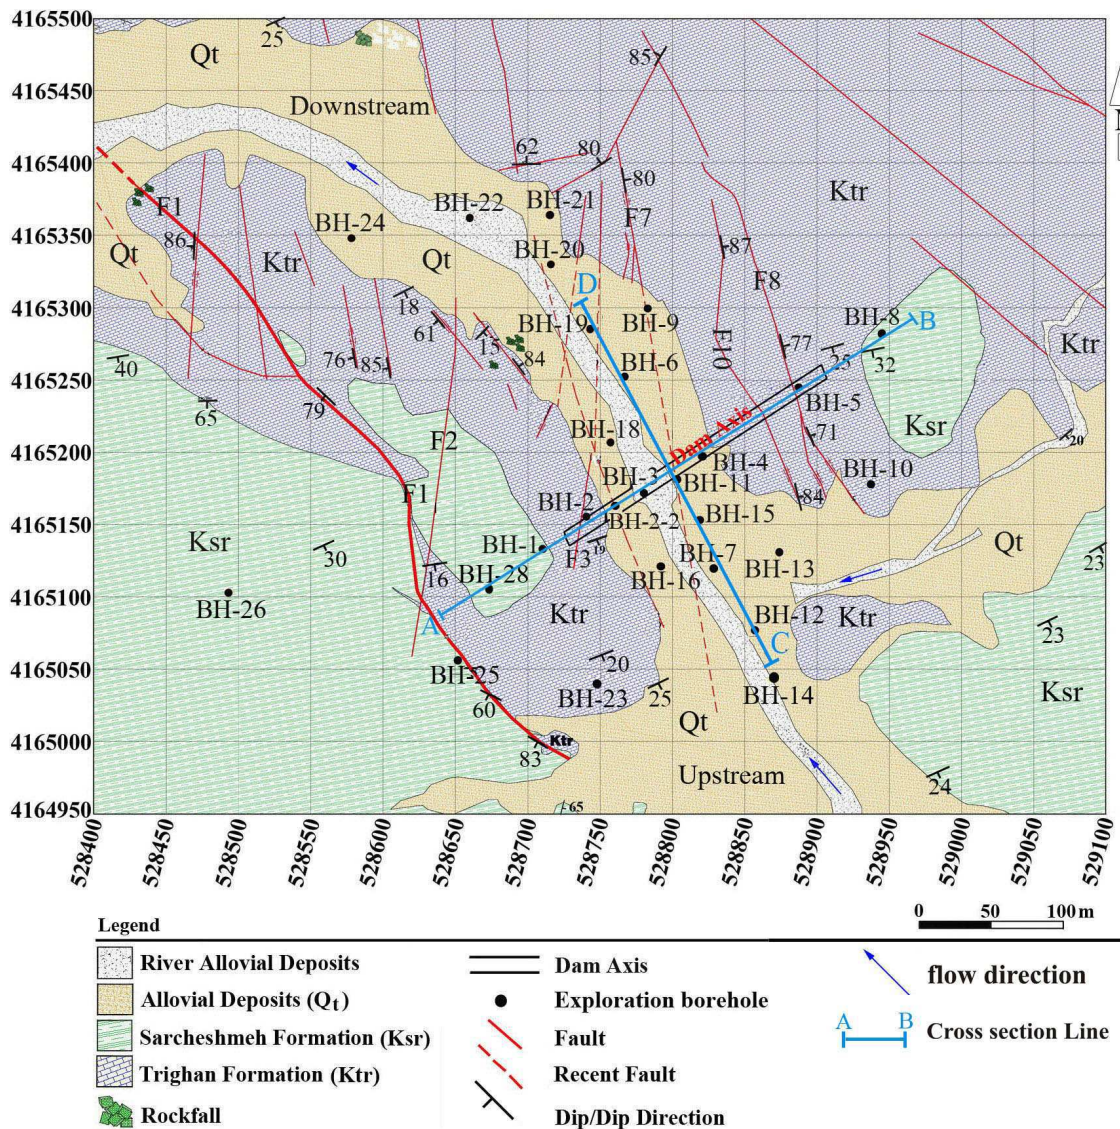 4165500
4165450
4165400
4165350
4165300
4165250
4165200
4165150
4165100
4165050
4165000
4164950
25
Qt
Downstream
85
62
80
80
Ktr
F1
BH-22
BH-21
F7
BH-24
86
Qt
Ktr
Qt
BH-20
87
D
F8
18
61
BH-19
BH-9
BH-8
B
40
76
85
15
84
BH-6
F10
77
25
32
Ktr
65
79
BH-5
Ksr
F2
BH-18
Dam Axis
71
20
BH-3
BH-4
BH-10
F1
BH-2
BH-11
84
Ksr
BH-2-2
BH-15
Qt
30
BH-1
F3
19
BH-7
23
16
BH-28
BH-16
BH-13
BH-26
A
Ktr
BH-12
Ktr
23
C
BH-25
20
BH-23
25
BH-14
Ksr
60
Qt
83
Ktr
Upstream
24
65
528400
528450
528500
528550
528600
528650
528700
528750
528800
528850
528900
528950
529000
529050
529100
0 50 100 m
Legend
River Allovial Deposits
Allovial Deposits (Qt)
Sarcheshmeh Formation (Ksr)
Trighan Formation (Ktr)
Rockfall
Dam Axis
Exploration borehole
Fault
Recent Fault
Dip/Dip Direction
flow direction
A B
Cross section Line